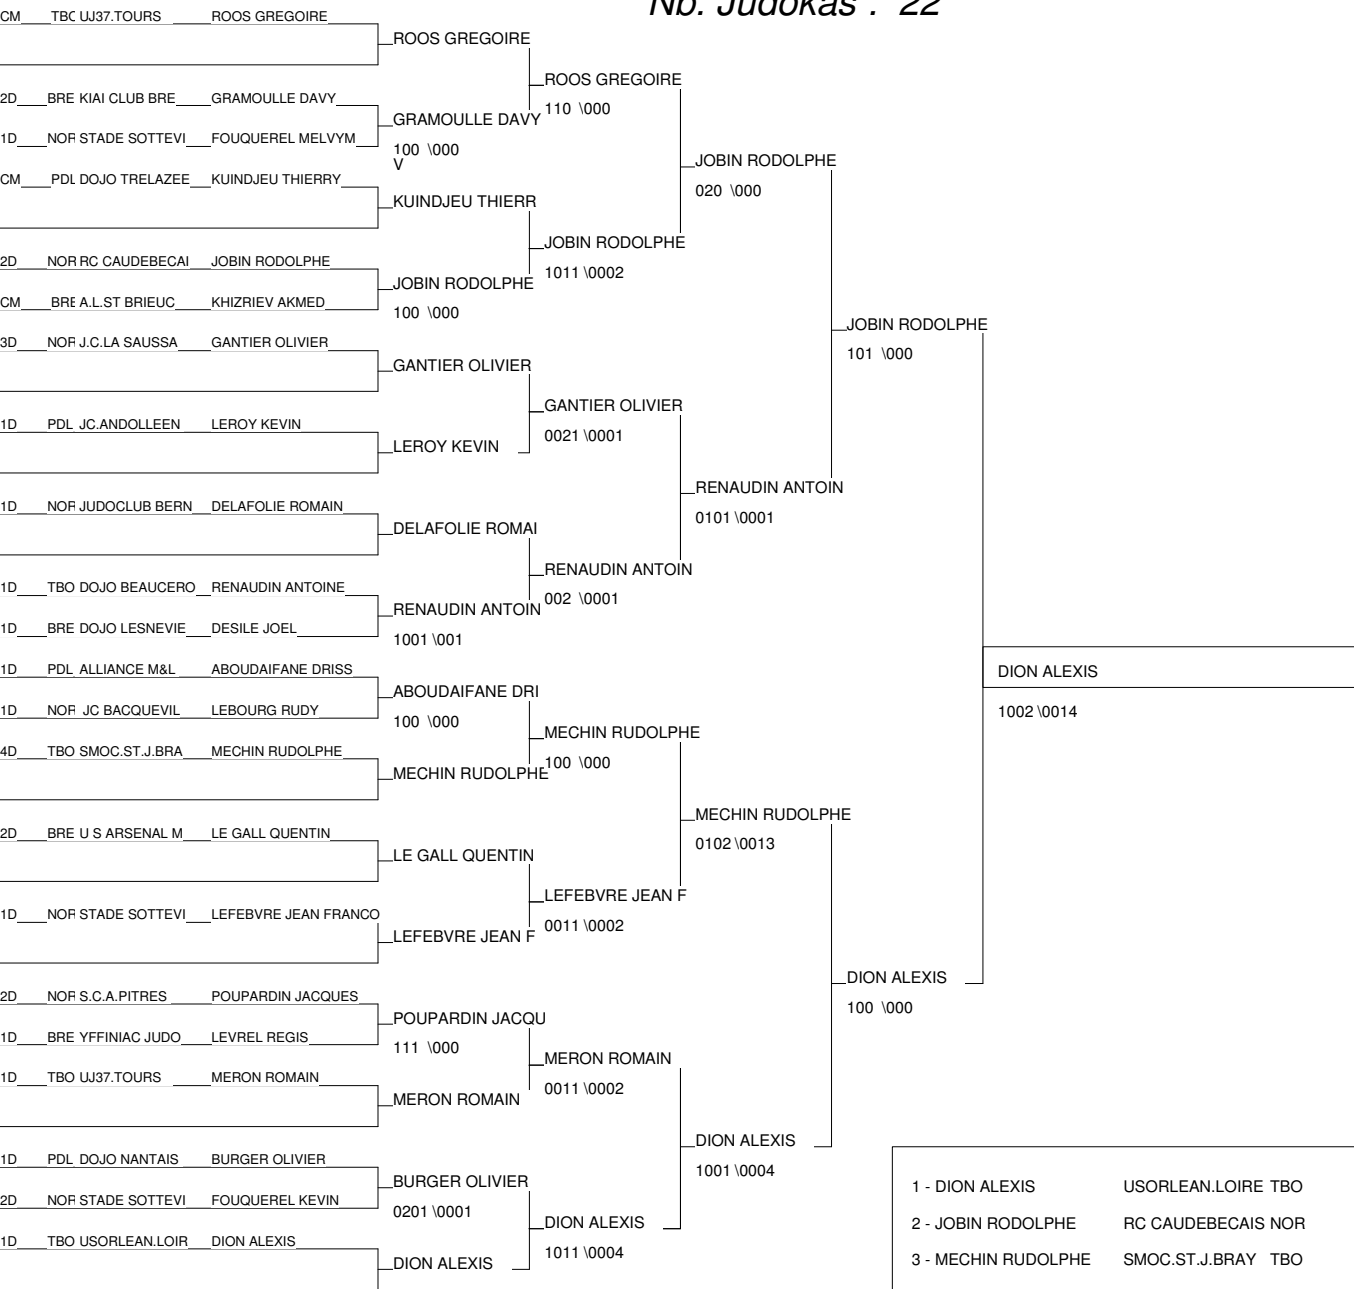 Nb. Judokas : 22
CM TBO UJ37.TOURS ROOS GREGOIRE
ROOS GREGOIRE
ROOS GREGOIRE
110 \000
2D BRE KIAI CLUB BRE GRAMOULLE DAVY
GRAMOULLE DAVY
100 \000
V
1D NOR STADE SOTTEVI FOUQUEREL MELVYM
JOBIN RODOLPHE
020 \000
CM PDL DOJO TRELAZEE KUINDJEU THIERRY
KUINDJEU THIERR
JOBIN RODOLPHE
1011 \0002
2D NOR RC CAUDEBECAI JOBIN RODOLPHE
JOBIN RODOLPHE
100 \000
CM BRE A.L.ST BRIEUC KHIZRIEV AKMED
JOBIN RODOLPHE
101 \000
3D NOR J.C.LA SAUSSA GANTIER OLIVIER
GANTIER OLIVIER
GANTIER OLIVIER
0021 \0001
1D PDL JC.ANDOLLEEN LEROY KEVIN
LEROY KEVIN
RENAUDIN ANTOIN
0101 \0001
1D NOR JUDOCLUB BERN DELAFOLIE ROMAIN
DELAFOLIE ROMAI
RENAUDIN ANTOIN
002 \0001
1D TBO DOJO BEAUCERO RENAUDIN ANTOINE
RENAUDIN ANTOIN
1001 \001
1D BRE DOJO LESNEVIE DESILE JOEL
1D PDL ALLIANCE M&L ABOUDAIFANE DRISS
DION ALEXIS
1002 \0014
ABOUDAIFANE DRI
100 \000
1D NOR JC BACQUEVIL LEBOURG RUDY
MECHIN RUDOLPHE
100 \000
4D TBO SMOC.ST.J.BRA MECHIN RUDOLPHE
MECHIN RUDOLPHE
MECHIN RUDOLPHE
0102 \0013
2D BRE U S ARSENAL M LE GALL QUENTIN
LE GALL QUENTIN
LEFEBVRE JEAN F
0011 \0002
1D NOR STADE SOTTEVI LEFEBVRE JEAN FRANCO
LEFEBVRE JEAN F
DION ALEXIS
100 \000
2D NOR S.C.A.PITRES POUPARDIN JACQUES
POUPARDIN JACQU
111 \000
1D BRE YFFINIAC JUDO LEVREL REGIS
MERON ROMAIN
0011 \0002
1D TBO UJ37.TOURS MERON ROMAIN
MERON ROMAIN
DION ALEXIS
1001 \0004
1D PDL DOJO NANTAIS BURGER OLIVIER
BURGER OLIVIER
0201 \0001
2D NOR STADE SOTTEVI FOUQUEREL KEVIN
DION ALEXIS
1011 \0004
1D TBO USORLEAN.LOIR DION ALEXIS
DION ALEXIS
1 - DION ALEXIS USORLEAN.LOIRE TBO
2 - JOBIN RODOLPHE RC CAUDEBECAIS NOR
3 - MECHIN RUDOLPHE SMOC.ST.J.BRAY TBO